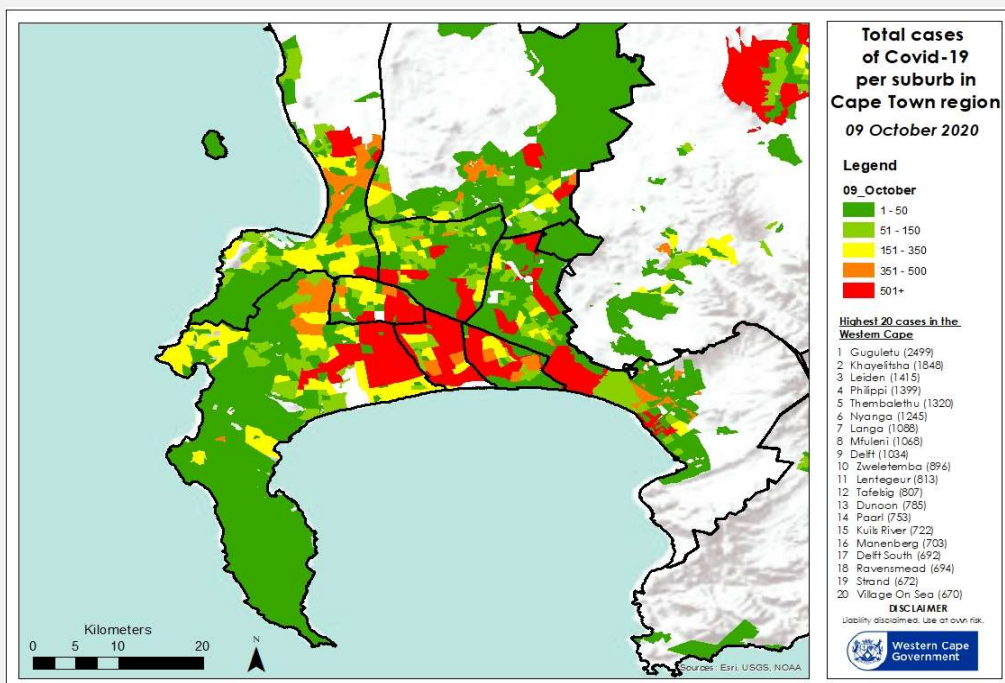 Total cases
of Covid-19
per suburb in
Cape Town region
09 October 2020
Legend
09_October
1 - 50
51 - 150
151 - 350
351 - 500
501+
Highest 20 cases in the
Western Cape
1 Guguletu (2499)
2 Khayelitsha (1848)
3 Leiden (1415)
4 Philippi (1399)
5 Thembalethu (1320)
6 Nyanga (1245)
7 Langa (1088)
8 Mfuleni (1068)
9 Delft (1034)
10 Zweletemba (896)
11 Lentegeur (813)
12 Tafelsig (807)
13 Dunoon (785)
14 Paarl (753)
15 Kuils River (722)
16 Manenberg (703)
17 Delft South (692)
18 Ravensmead (694)
19 Strand (672)
20 Village On Sea (670)
DISCLAIMER
Liability disclaimed. Use at own risk.
Western Cape
Government
Kilometers
0 5 10 20
N
Sources: Esri, USGS, NOAA